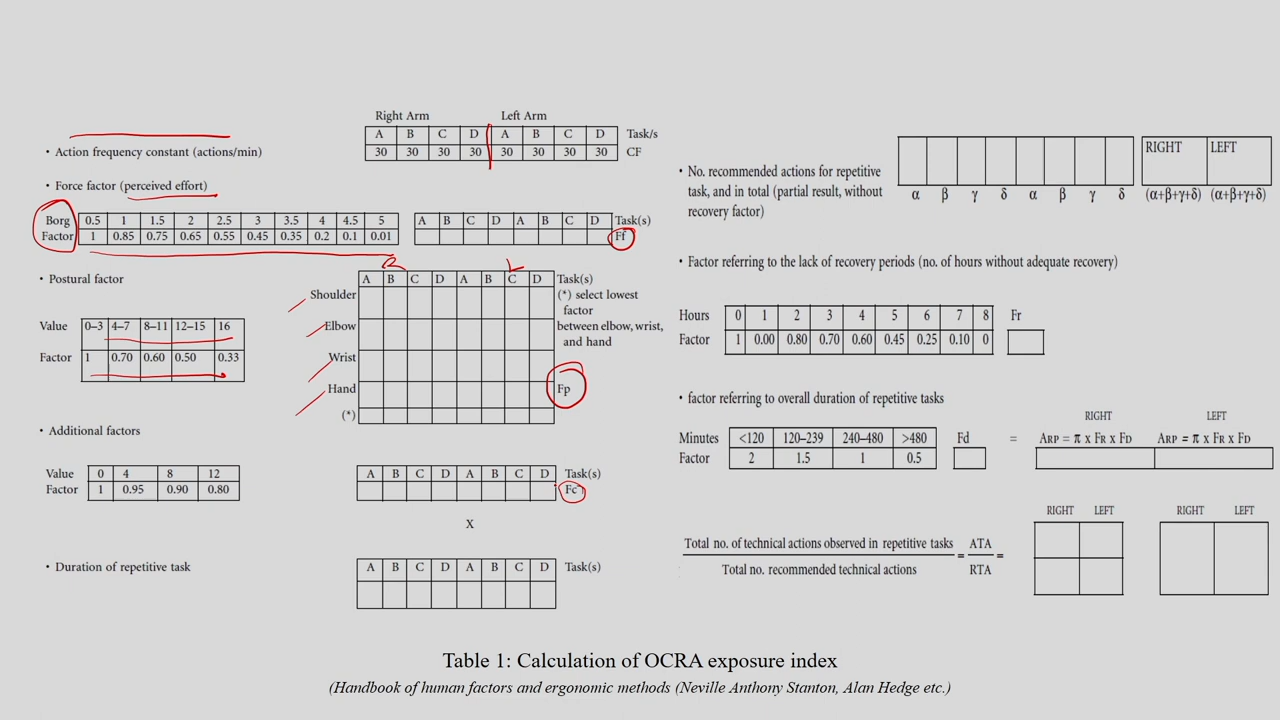 Right Arm Left Arm
A B C D A B C D Task/s
• Action frequency constant (actions/min) 30 30 30 30 30 30 30 30 CF
• Force factor (perceived effort)
Borg 0.5 1 1.5 2 2.5 3 3.5 4 4.5 5 A B C D A B C D Task(s)
Factor 1 0.85 0.75 0.65 0.55 0.45 0.35 0.2 0.1 0.01 Ff
• Postural factor A B C D A B C D Task(s)
Shoulder (*) select lowest
factor
Value 0–3 4–7 8–11 12–15 16 Elbow between elbow, wrist,
and hand
Factor 1 0.70 0.60 0.50 0.33 Wrist
Hand Fp
(*)
• Additional factors
Value 0 4 8 12 A B C D A B C D Task(s)
Factor 1 0.95 0.90 0.80 Fc
X
• Duration of repetitive task A B C D A B C D Task(s)
• No. recommended actions for repetitive RIGHT LEFT
task, and in total (partial result, without α β γ δ α β γ δ (α+β+γ+δ) (α+β+γ+δ)
recovery factor)
• Factor referring to the lack of recovery periods (no. of hours without adequate recovery)
Hours 0 1 2 3 4 5 6 7 8 Fr
Factor 1 0.00 0.80 0.70 0.60 0.45 0.25 0.10 0
• factor referring to overall duration of repetitive tasks
RIGHT LEFT
Minutes <120 120–239 240–480 >480 Fd = ARP = π x FR x FD ARP = π x FR x FD
Factor 2 1.5 1 0.5
RIGHT LEFT RIGHT LEFT
Total no. of technical actions observed in repetitive tasks = ATA =
Total no. recommended technical actions RTA
Table 1: Calculation of OCRA exposure index
(Handbook of human factors and ergonomic methods (Neville Anthony Stanton, Alan Hedge etc.)